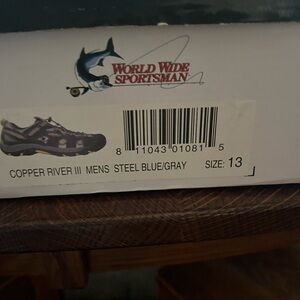 WORLD WIDE
SPORTSMAN
8 11043 01081 5
COPPER RIVER III MENS STEEL BLUE/GRAY SIZE: 13